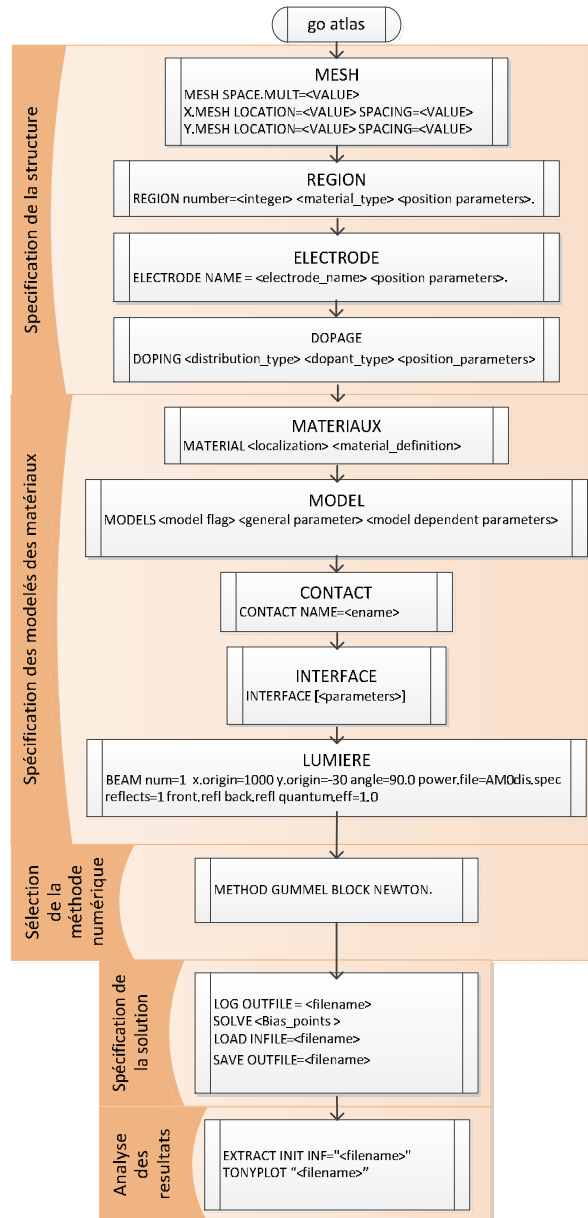 go atlas
Specification de la structure
MESH
MESH SPACE.MULT=<VALUE>
X.MESH LOCATION=<VALUE> SPACING=<VALUE>
Y.MESH LOCATION=<VALUE> SPACING=<VALUE>
REGION
REGION number=<integer> <material_type> <position parameters>.
ELECTRODE
ELECTRODE NAME = <electrode_name> <position parameters>.
DOPAGE
DOPING <distribution_type> <dopant_type> <position_parameters>
Spécification des modelés des matériaux
MATERIAUX
MATERIAL <localization> <material_definition>
MODEL
MODELS <model flag> <general parameter> <model dependent parameters>
CONTACT
CONTACT NAME=<ename>
INTERFACE
INTERFACE [<parameters>]
LUMIERE
BEAM num=1 x.origin=1000 y.origin=-30 angle=90.0 power.file=AM0dis.spec
reflects=1 front.refl back.refl quantum.eff=1.0
Sélection
de la
méthode
numérique
METHOD GUMMEL BLOCK NEWTON.
Spécification de
la solution
LOG OUTFILE = <filename>
SOLVE <Bias_points >
LOAD INFILE=<filename>
SAVE OUTFILE=<filename>
Analyse
des
resultats
EXTRACT INIT INF="<filename>"
TONYPLOT “<filename>”